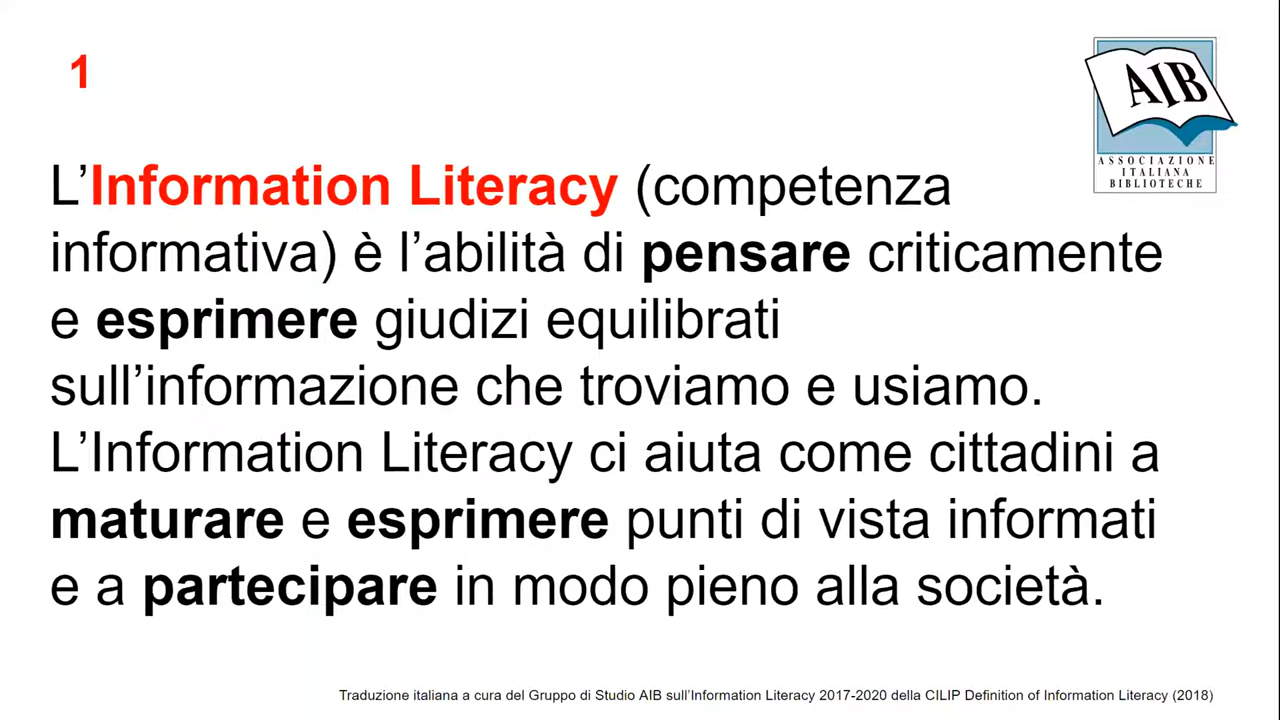 1
AIB
ASSOCIAZIONE
ITALIANA
BIBLIOTECHE
L’Information Literacy (competenza
informativa) è l’abilità di pensare criticamente
e esprimere giudizi equilibrati
sull’informazione che troviamo e usiamo.
L’Information Literacy ci aiuta come cittadini a
maturare e esprimere punti di vista informati
e a partecipare in modo pieno alla società.
Traduzione italiana a cura del Gruppo di Studio AIB sull’Information Literacy 2017-2020 della CILIP Definition of Information Literacy (2018)